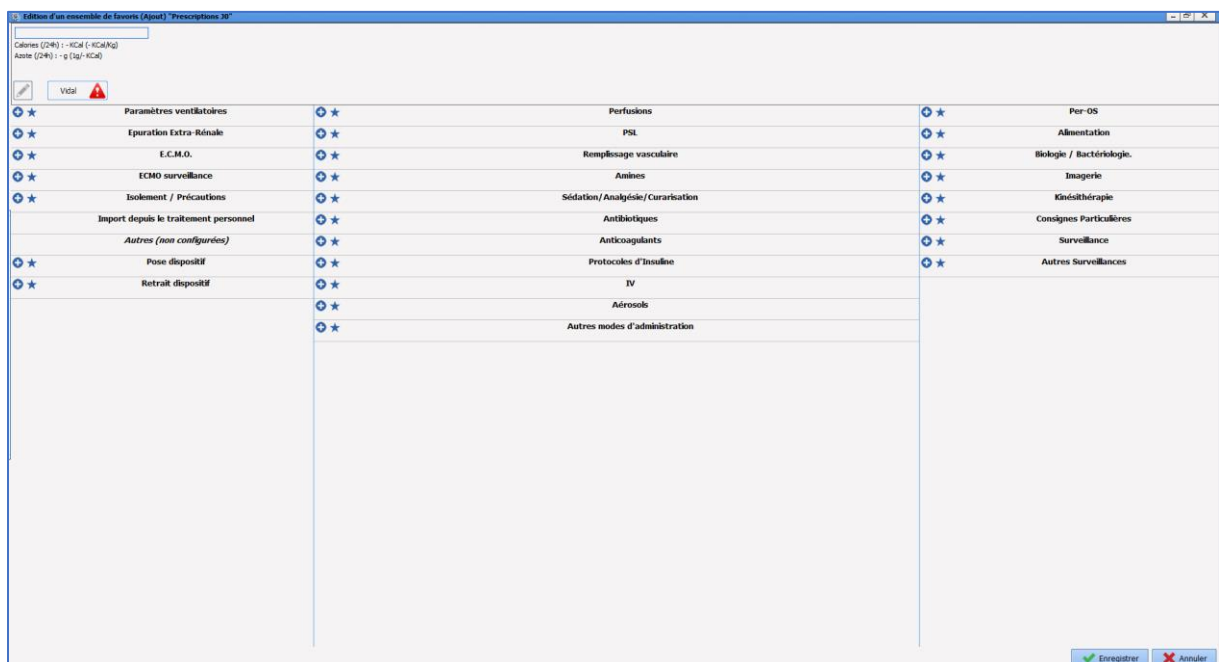 Edition d'un ensemble de favoris (Ajout) "Prescriptions J0"
Calories (/24h) : - KCal (- KCal/Kg)
Azote (/24h) : - g (1g/- KCal)
Vidal
Paramètres ventilatoires
Epuration Extra-Rénale
E.C.M.O.
ECMO surveillance
Isolement / Précautions
Import depuis le traitement personnel
Autres (non configurées)
Pose dispositif
Retrait dispositif
Perfusions
PSL
Remplissage vasculaire
Amines
Sédation/Analgésie/Curarisation
Antibiotiques
Anticoagulants
Protocoles d'Insuline
IV
Aérosols
Autres modes d'administration
Per-OS
Alimentation
Biologie / Bactériologie.
Imagerie
Kinésithérapie
Consignes Particulières
Surveillance
Autres Surveillances
Enregistrer
Annuler